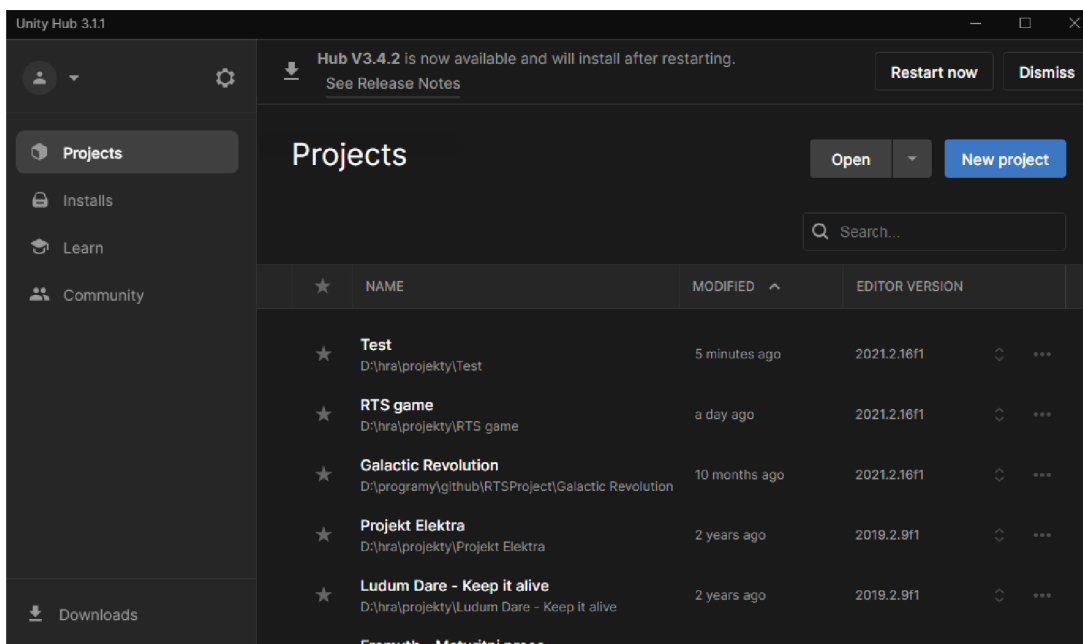 Unity Hub 3.1.1
Hub V3.4.2 is now available and will install after restarting.
See Release Notes
Restart now
Dismiss
Projects
Installs
Learn
Community
Downloads
Projects
Open
New project
Search...
NAME MODIFIED EDITOR VERSION
Test
D:\hra\projekty\Test
5 minutes ago
2021.2.16f1
RTS game
D:\hra\projekty\RTS game
a day ago
2021.2.16f1
Galactic Revolution
D:\programy\github\RTSProject\Galactic Revolution
10 months ago
2021.2.16f1
Projekt Elektra
D:\hra\projekty\Projekt Elektra
2 years ago
2019.2.9f1
Ludum Dare - Keep it alive
D:\hra\projekty\Ludum Dare - Keep it alive
2 years ago
2019.2.9f1